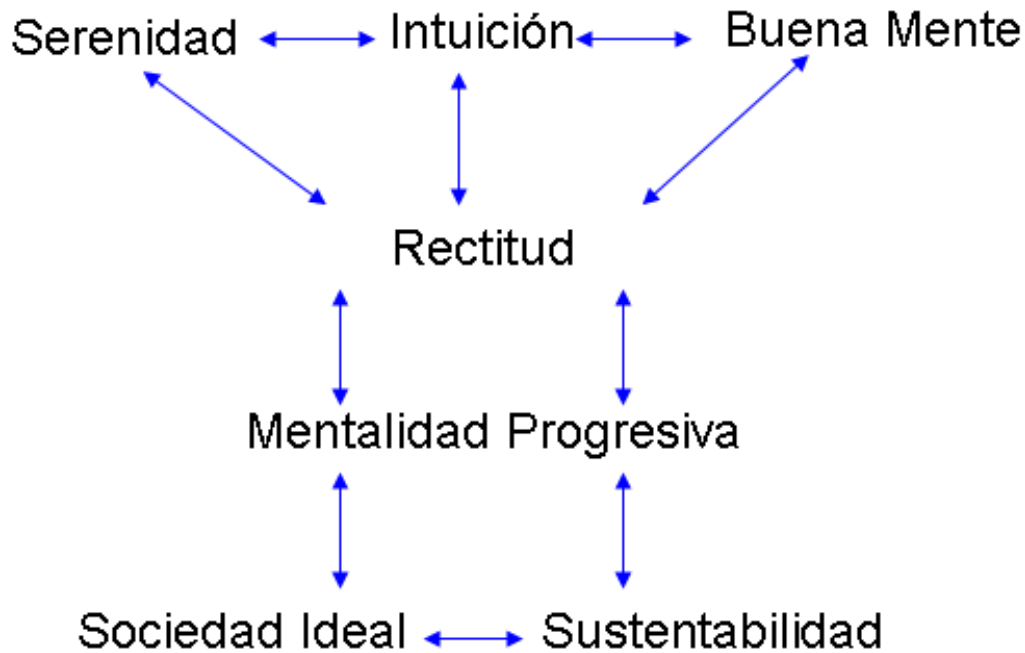 Serenidad Intuición Buena Mente
Rectitud
Mentalidad Progresiva
Sociedad Ideal Sustentabilidad